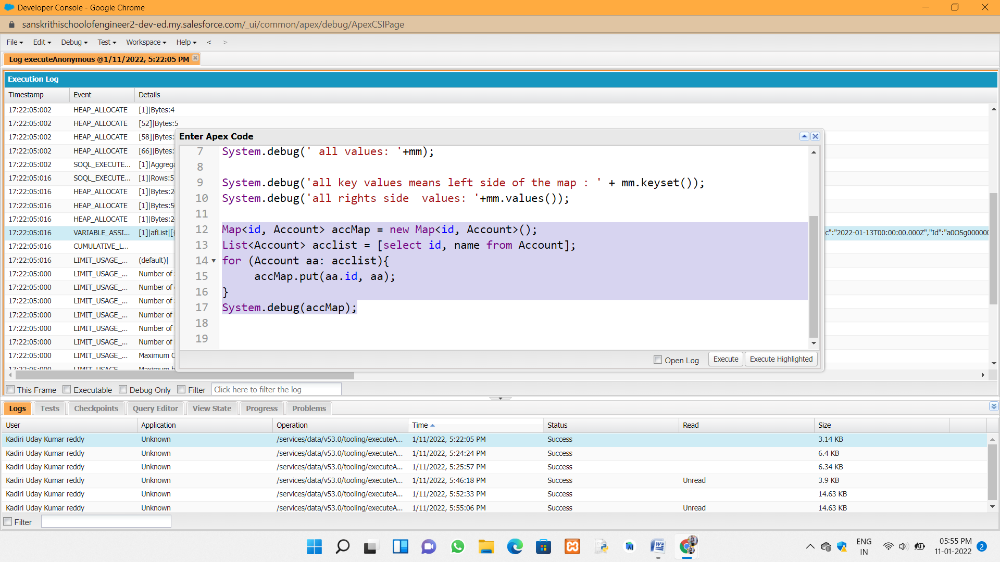 Developer Console - Google Chrome
sanskrithischoolofengineer2-dev-ed.my.salesforce.com/_ui/common/apex/debug/ApexCSIPage
File Edit Debug Test Workspace Help < >
Log executeAnonymous @1/11/2022, 5:22:05 PM
Execution Log
Timestamp Event Details
17:22:05:002 HEAP_ALLOCATE [1]|Bytes:4
17:22:05:002 HEAP_ALLOCATE [52]|Bytes:5
17:22:05:002 HEAP_ALLOCATE [58]|Bytes:
17:22:05:002 HEAP_ALLOCATE [66]|Bytes:
17:22:05:002 SOQL_EXECUTE... [1]|Aggrega
17:22:05:016 SOQL_EXECUTE... [1]|Rows:5
17:22:05:016 HEAP_ALLOCATE [1]|Bytes:2
17:22:05:016 HEAP_ALLOCATE [1]|Bytes:5
17:22:05:016 HEAP_ALLOCATE [1]|Bytes:2
17:22:05:016 VARIABLE_ASSI... [1]|afList|[{ c":"2022-01-13T00:00:00.000Z","Id":"a0O5g000000
17:22:05:016 CUMULATIVE_L...
17:22:05:016 LIMIT_USAGE_... (default)|
17:22:05:000 LIMIT_USAGE_... Number of
17:22:05:000 LIMIT_USAGE_... Number of
17:22:05:000 LIMIT_USAGE_... Number of
17:22:05:000 LIMIT_USAGE_... Number of
17:22:05:000 LIMIT_USAGE_... Number of
17:22:05:000 LIMIT_USAGE_... Number of
17:22:05:000 LIMIT_USAGE_... Maximum C
Enter Apex Code
7 System.debug(' all values: '+mm);
8
9 System.debug('all key values means left side of the map : ' + mm.keyset());
10 System.debug('all rights side  values: '+mm.values());
11
12 Map<id, Account> accMap = new Map<id, Account>();
13 List<Account> acclist = [select id, name from Account];
14 for (Account aa: acclist){
15 accMap.put(aa.id, aa);
16 }
17 System.debug(accMap);
18
19
Open Log Execute Execute Highlighted
This Frame Executable Debug Only Filter Click here to filter the log
Logs Tests Checkpoints Query Editor View State Progress Problems
User Application Operation Time Status Read Size
Kadiri Uday Kumar reddy Unknown /services/data/v53.0/tooling/executeA... 1/11/2022, 5:22:05 PM Success 3.14 KB
Kadiri Uday Kumar reddy Unknown /services/data/v53.0/tooling/executeA... 1/11/2022, 5:24:24 PM Success 6.4 KB
Kadiri Uday Kumar reddy Unknown /services/data/v53.0/tooling/executeA... 1/11/2022, 5:25:57 PM Success 6.34 KB
Kadiri Uday Kumar reddy Unknown /services/data/v53.0/tooling/executeA... 1/11/2022, 5:46:18 PM Success Unread 3.9 KB
Kadiri Uday Kumar reddy Unknown /services/data/v53.0/tooling/executeA... 1/11/2022, 5:52:33 PM Success 14.63 KB
Kadiri Uday Kumar reddy Unknown /services/data/v53.0/tooling/executeA... 1/11/2022, 5:55:06 PM Success Unread 14.63 KB
Filter
ENG
IN
05:55 PM
11-01-2022
2